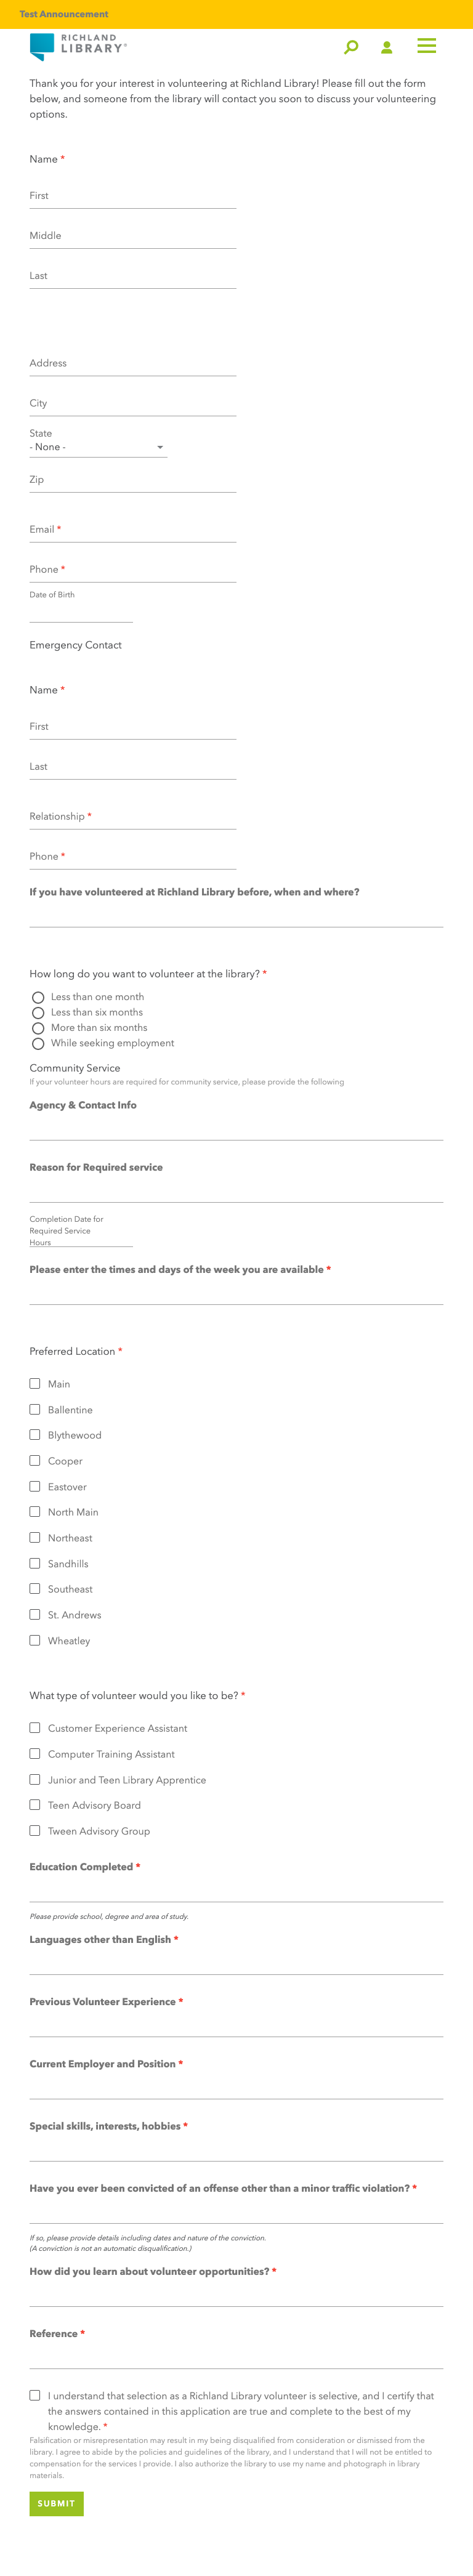 Test Announcement
RICHLAND
LIBRARY®
Thank you for your interest in volunteering at Richland Library! Please fill out the form
below, and someone from the library will contact you soon to discuss your volunteering
options.
Name *
First
Middle
Last
Address
City
State
- None -
Zip
Email *
Phone *
Date of Birth
Emergency Contact
Name *
First
Last
Relationship *
Phone *
If you have volunteered at Richland Library before, when and where?
How long do you want to volunteer at the library? *
Less than one month
Less than six months
More than six months
While seeking employment
Community Service
If your volunteer hours are required for community service, please provide the following
Agency & Contact Info
Reason for Required service
Completion Date for
Required Service
Hours
Please enter the times and days of the week you are available *
Preferred Location *
Main
Ballentine
Blythewood
Cooper
Eastover
North Main
Northeast
Sandhills
Southeast
St. Andrews
Wheatley
What type of volunteer would you like to be? *
Customer Experience Assistant
Computer Training Assistant
Junior and Teen Library Apprentice
Teen Advisory Board
Tween Advisory Group
Education Completed *
Please provide school, degree and area of study.
Languages other than English *
Previous Volunteer Experience *
Current Employer and Position *
Special skills, interests, hobbies *
Have you ever been convicted of an offense other than a minor traffic violation? *
If so, please provide details including dates and nature of the conviction.
(A conviction is not an automatic disqualification.)
How did you learn about volunteer opportunities? *
Reference *
I understand that selection as a Richland Library volunteer is selective, and I certify that
the answers contained in this application are true and complete to the best of my
knowledge. *
Falsification or misrepresentation may result in my being disqualified from consideration or dismissed from the
library. I agree to abide by the policies and guidelines of the library, and I understand that I will not be entitled to
compensation for the services I provide. I also authorize the library to use my name and photograph in library
materials.
SUBMIT